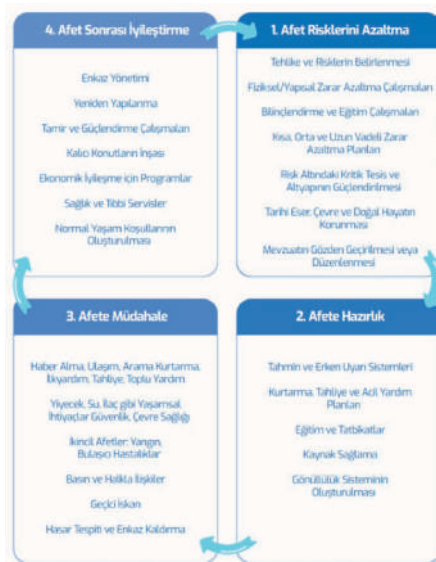 4. Afet Sonrası İyileştirme
Enkaz Yönetimi
Yeniden Yapılanma
Tamir ve Güçlendirme Çalışmaları
Kalıcı Konutların İnşası
Ekonomik İyileşme için Programlar
Sağlık ve Tıbbi Servisler
Normal Yaşam Koşullarının
Oluşturulması
1. Afet Risklerini Azaltma
Tehlike ve Risklerin Belirlenmesi
Fiziksel/Yapısal Zarar Azaltma Çalışmaları
Bilinçlendirme ve Eğitim Çalışmaları
Kısa, Orta ve Uzun Vadeli Zarar
Azaltma Planları
Risk Altındaki Kritik Tesis ve
Altyapının Güçlendirilmesi
Tarihi Eser, Çevre ve Doğal Hayatın
Korunması
Mevzuatın Gözden Geçirilmesi veya
Düzenlenmesi
3. Afete Müdahale
Haber Alma, Ulaşım, Arama Kurtarma,
İlkyardım, Tahliye, Toplu Yardım
Yiyecek, Su, İlaç gibi Yaşamsal
İhtiyaçlar Güvenlik, Çevre Sağlığı
İkincil Afetler: Yangın,
Bulaşıcı Hastalıklar
Basın ve Halkla İlişkiler
Geçici İskan
Hasar Tespiti ve Enkaz Kaldırma
2. Afete Hazırlık
Tahmin ve Erken Uyarı Sistemleri
Kurtarma, Tahliye ve Acil Yardım
Planları
Eğitim ve Tatbikatlar
Kaynak Sağlama
Gönüllülük Sisteminin
Oluşturulması